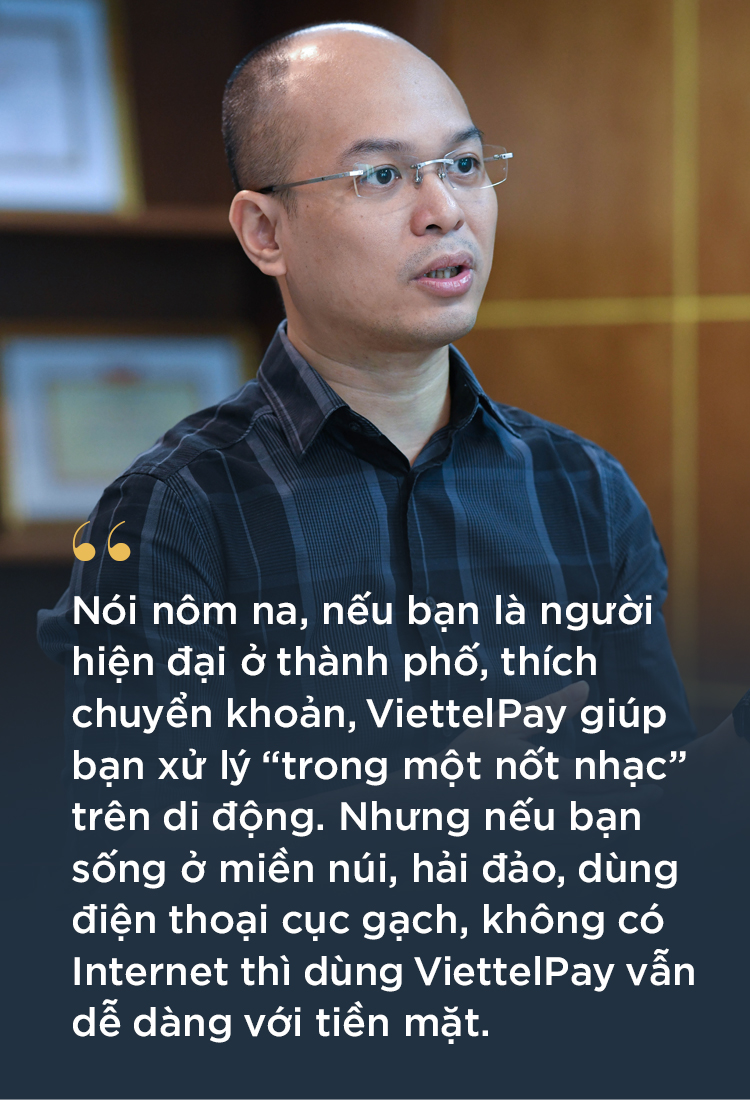 “
Nói nôm na, nếu bạn là người
hiện đại ở thành phố, thích
chuyển khoản, ViettelPay giúp
bạn xử lý “trong một nốt nhạc”
trên di động. Nhưng nếu bạn
sống ở miền núi, hải đảo, dùng
điện thoại cục gạch, không có
Internet thì dùng ViettelPay vẫn
dễ dàng với tiền mặt.